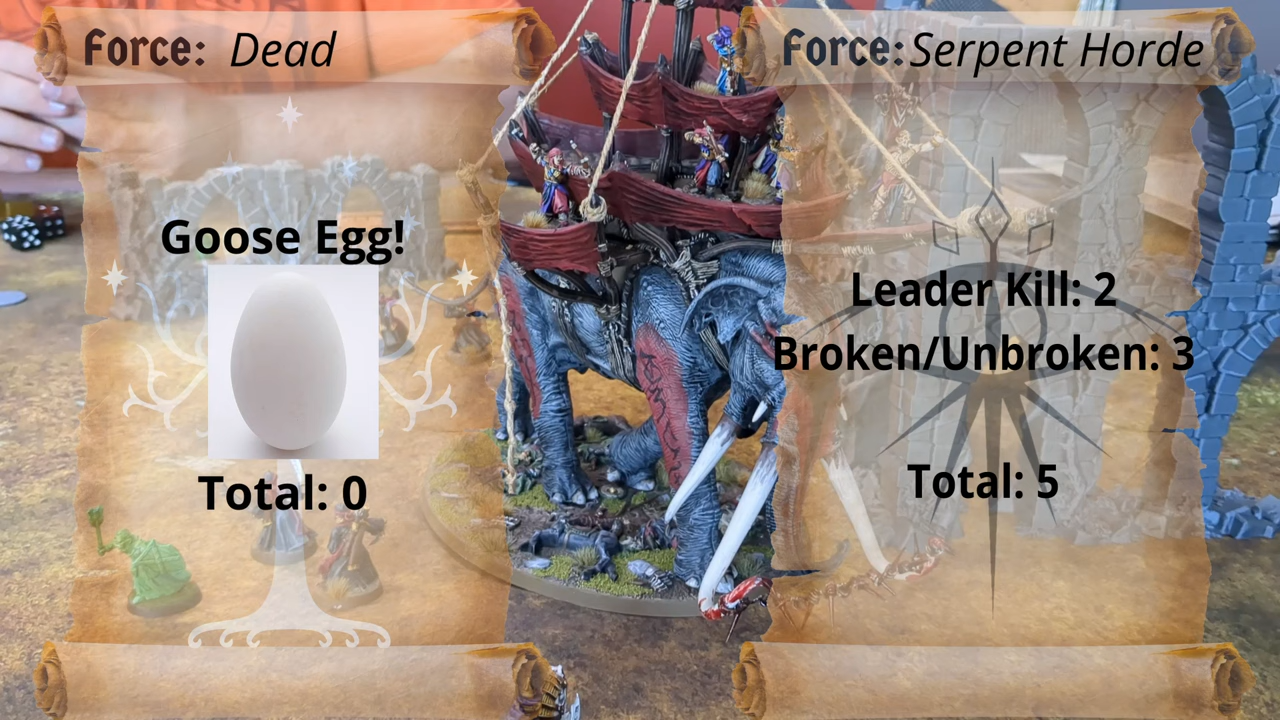 Force: Dead
Goose Egg!
Total: 0
Force: Serpent Horde
Leader Kill: 2
Broken/Unbroken: 3
Total: 5